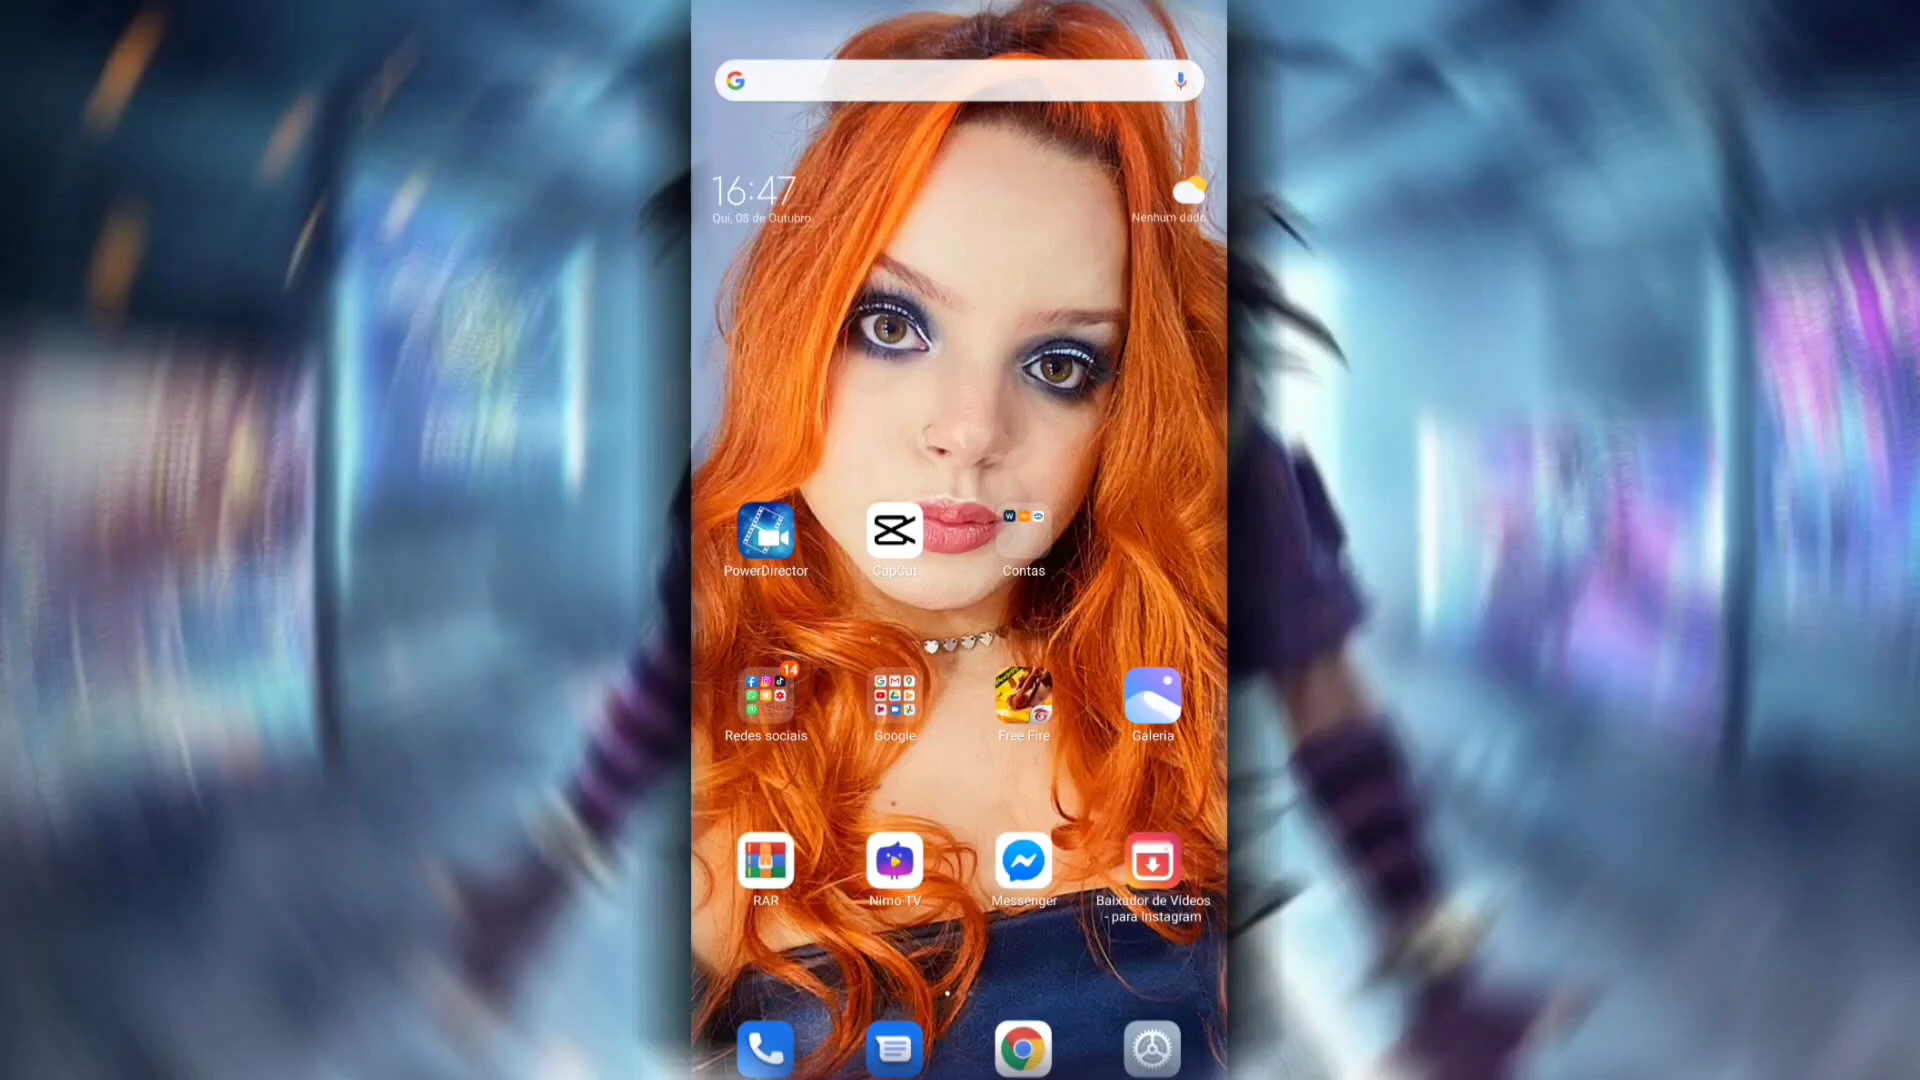 16:47
Qui, 08 de Outubro
Nenhum dado
PowerDirector
CapCut
Contas
14
Redes sociais
Google
Free Fire
Galeria
RAR
Nimo TV
Messenger
Baixador de Vídeos
- para Instagram